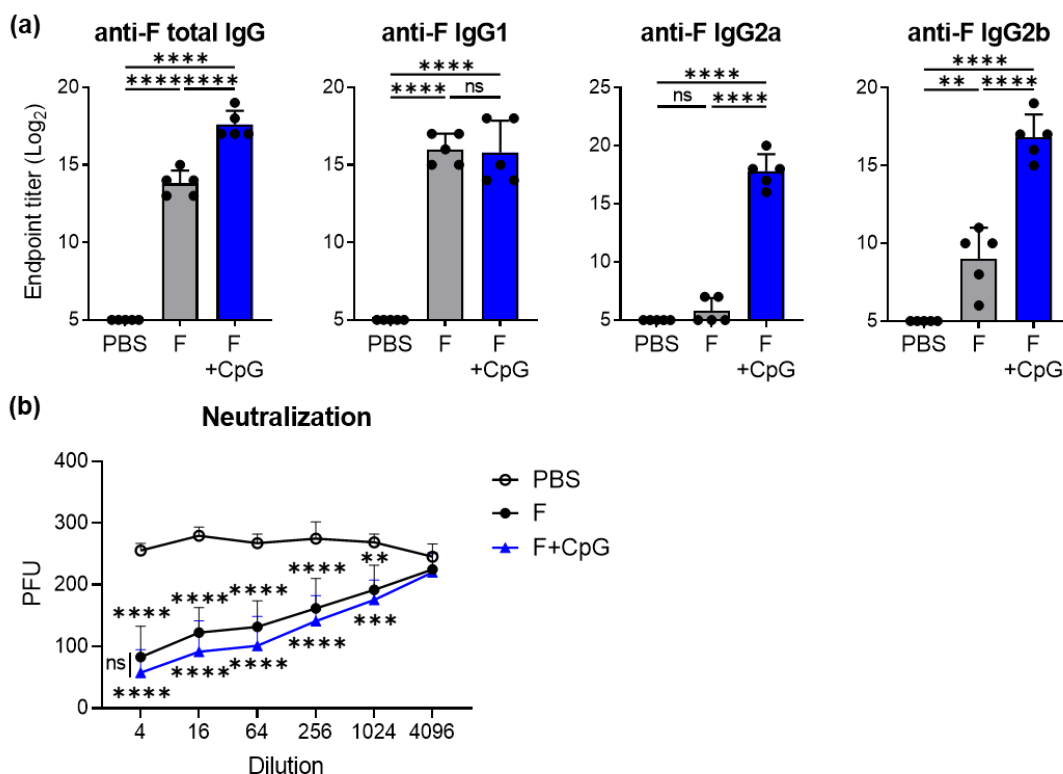 (a)
anti-F total IgG
anti-F IgG1
anti-F IgG2a
anti-F IgG2b
Endpoint titer (Log2)
20
15
10
5
****
********
PBS
F
F
+CpG
20
15
10
5
****
**** ns
PBS
F
F
+CpG
25
20
15
10
5
****
ns ****
PBS
F
F
+CpG
20
15
10
5
****
** ****
PBS
F
F
+CpG
(b)
Neutralization
PFU
400
300
200
100
0
**** **** **** **** **
ns
**** **** **** **** ***
4 16 64 256 1024 4096
Dilution
PBS
F
F+CpG